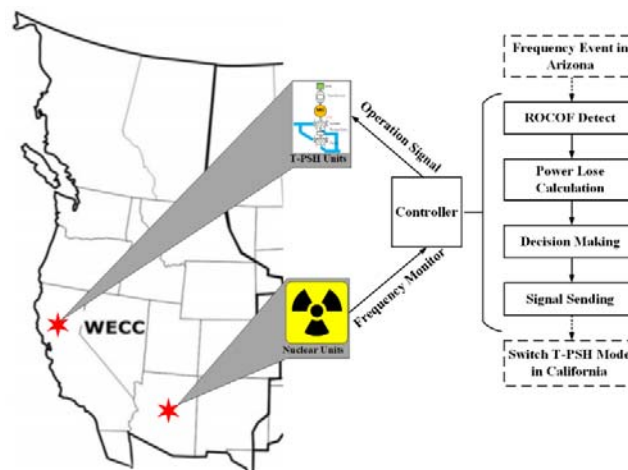 WECC
T-PSH Units
Nuclear Units
Operation Signal
Frequency Monitor
Controller
Frequency Event in
Arizona
ROCOF Detect
Power Lose
Calculation
Decision Making
Signal Sending
Switch T-PSH Mode
in California